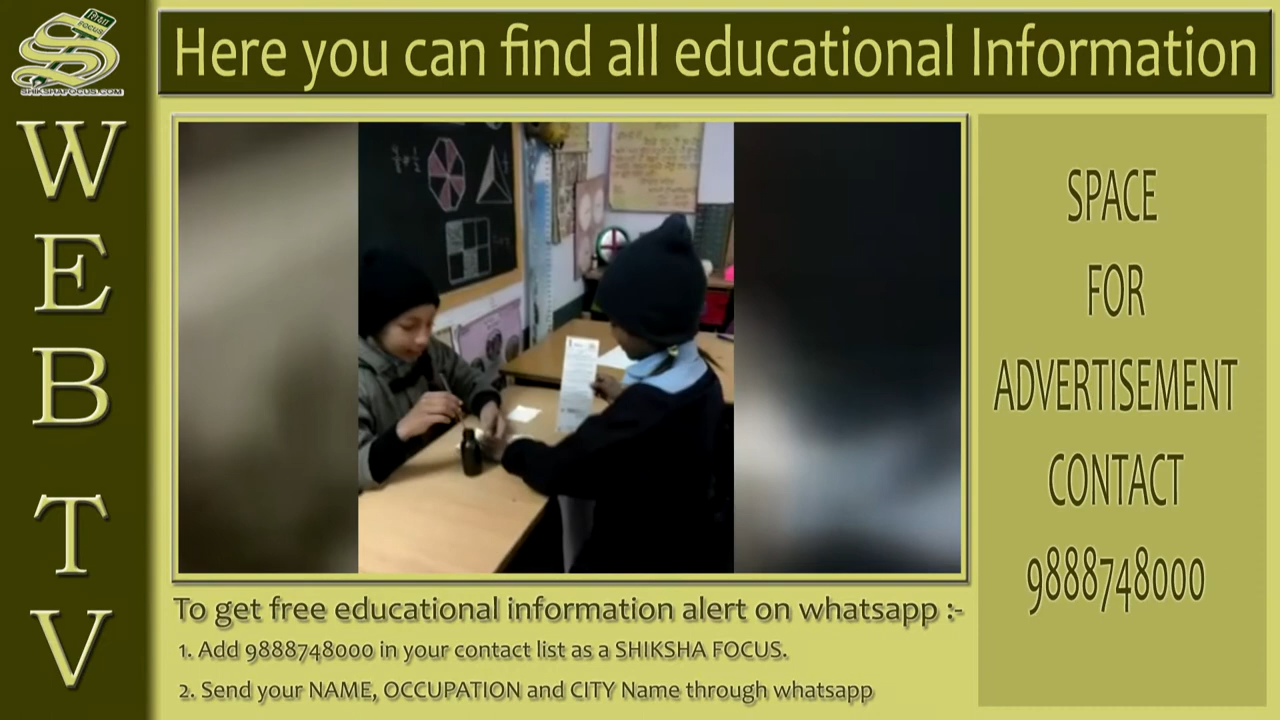 शिक्षा
FOCUS
SHIKSHAFOCUS.COM
WEB TV
Here you can find all educational Information
SPACE
FOR
ADVERTISEMENT
CONTACT
9888748000
To get free educational information alert on whatsapp :-
1. Add 9888748000 in your contact list as a SHIKSHA FOCUS.
2. Send your NAME, OCCUPATION and CITY Name through whatsapp